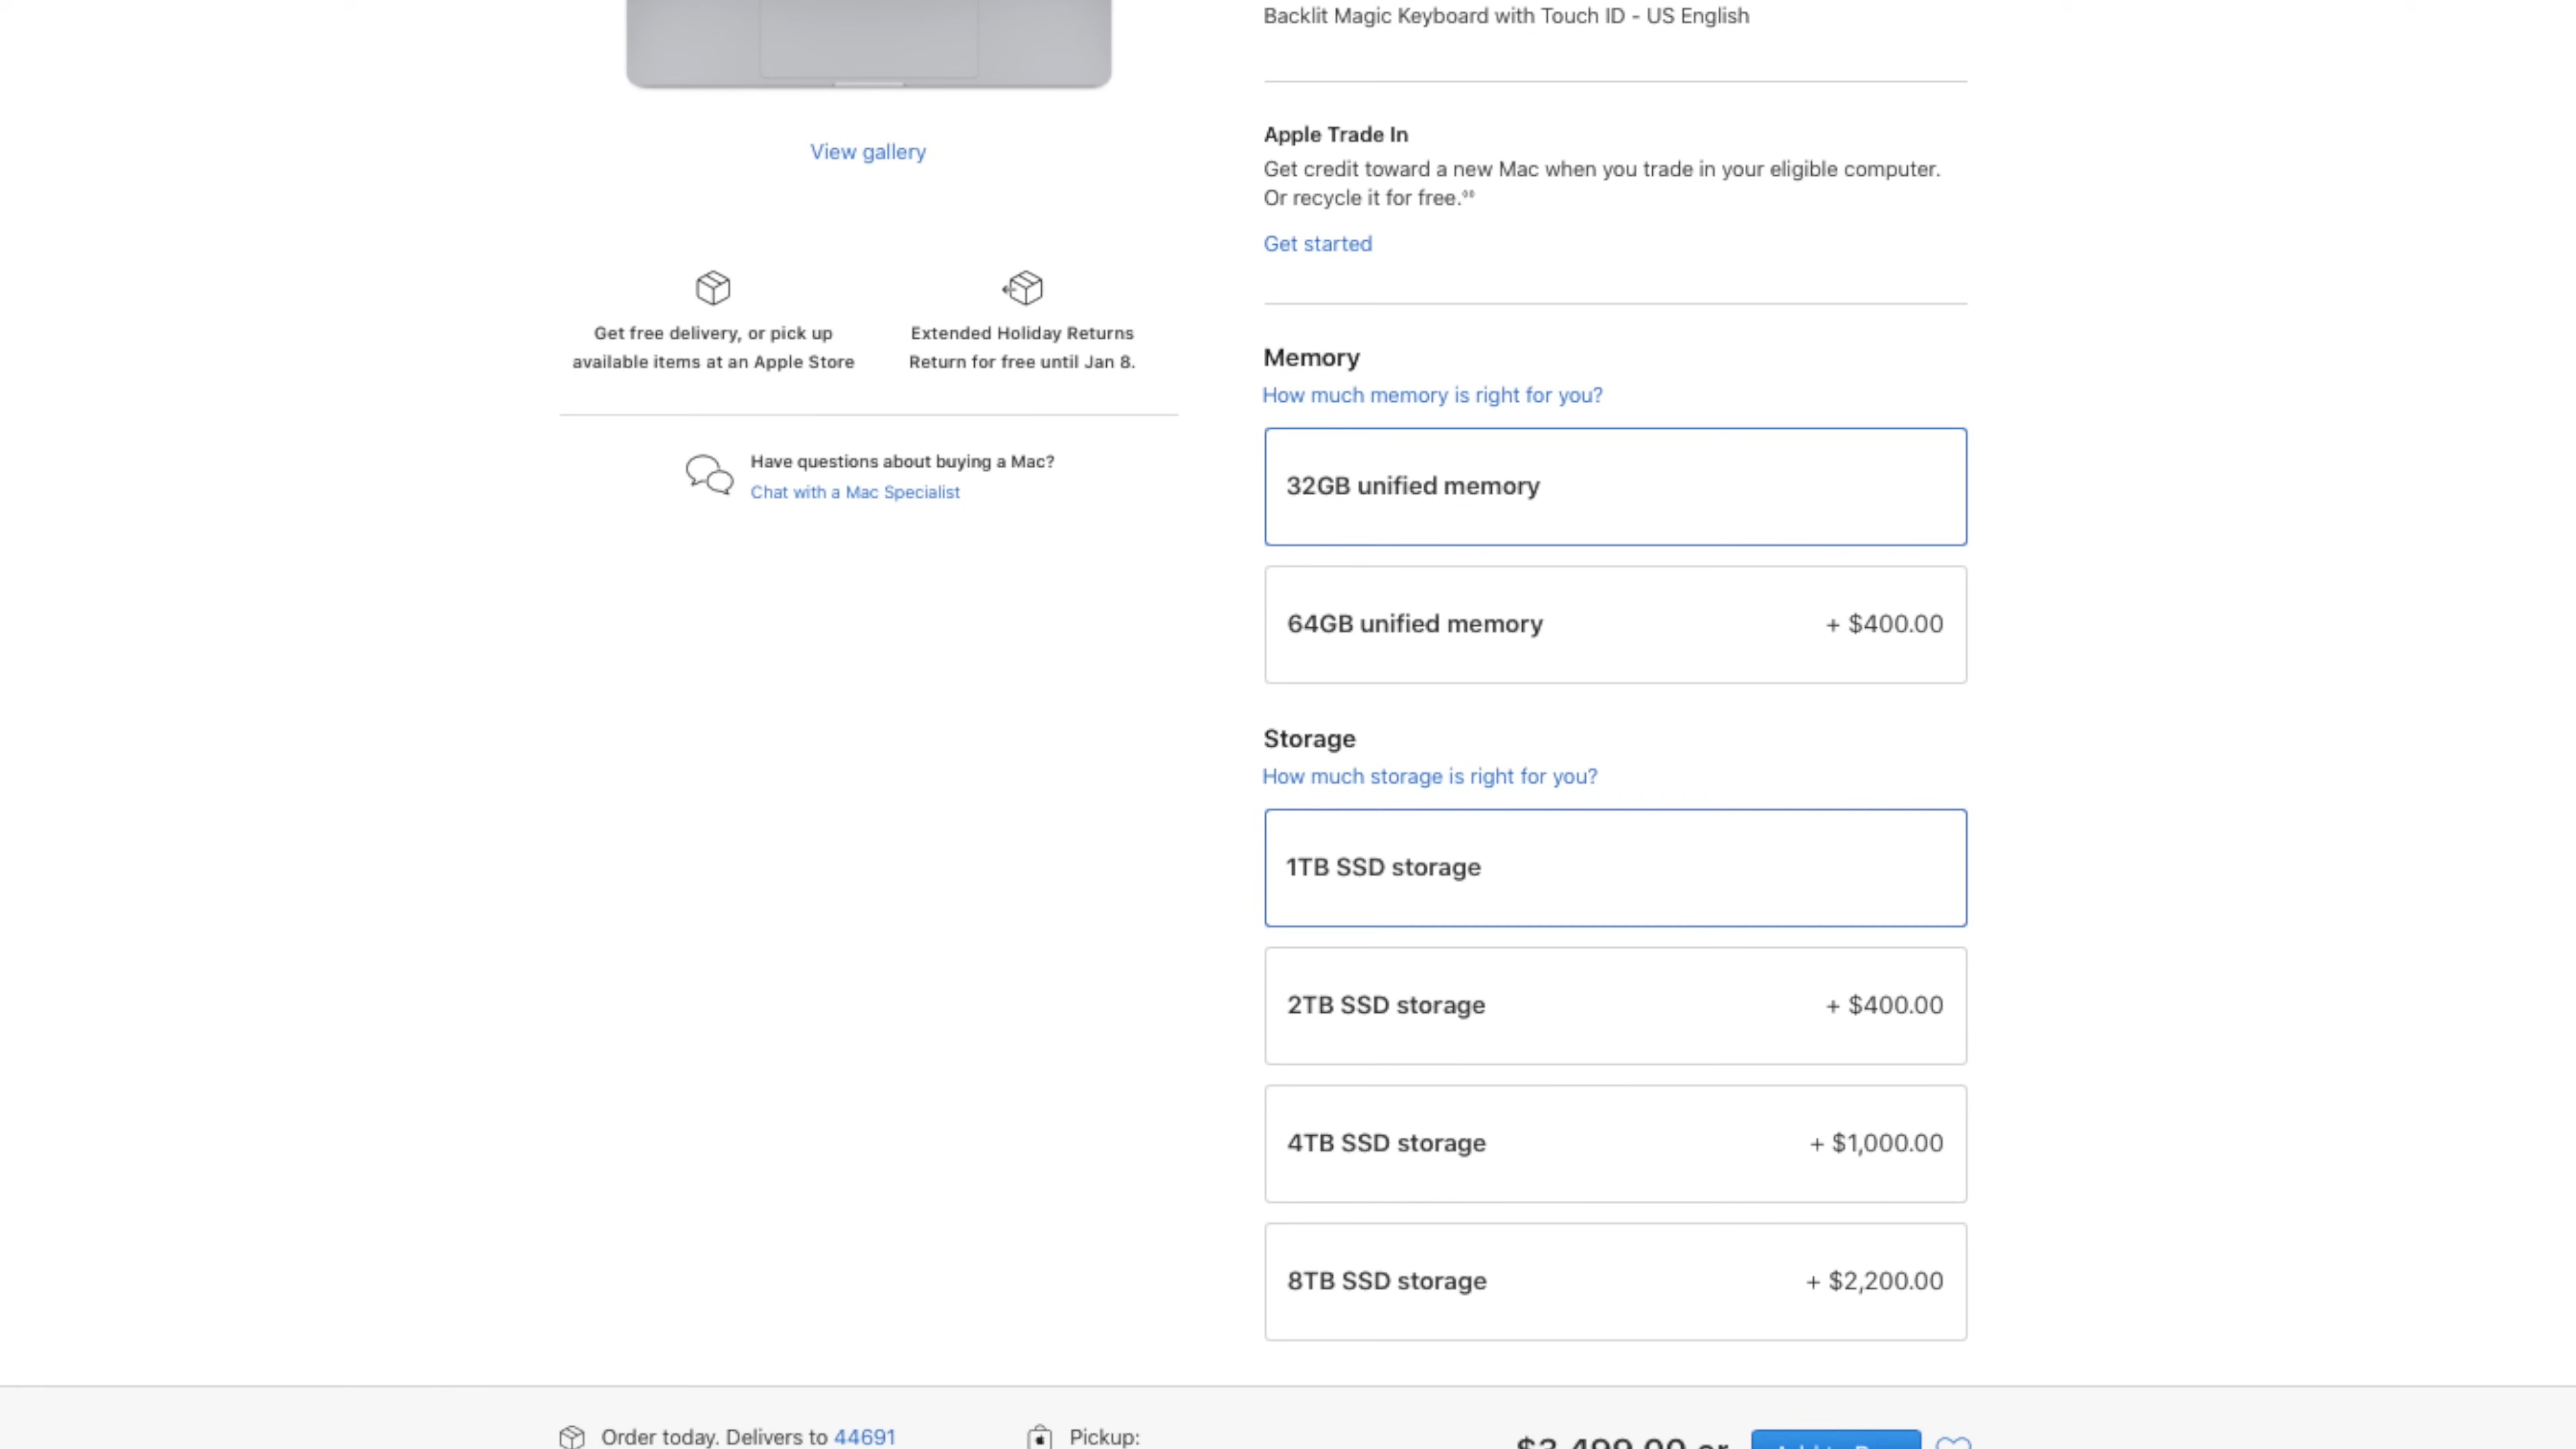 Backlit Magic Keyboard with Touch ID - US English
View gallery
Get free delivery, or pick up
available items at an Apple Store
Extended Holiday Returns
Return for free until Jan 8.
Have questions about buying a Mac?
Chat with a Mac Specialist
Apple Trade In
Get credit toward a new Mac when you trade in your eligible computer.
Or recycle it for free.°°
Get started
Memory
How much memory is right for you?
32GB unified memory
64GB unified memory + $400.00
Storage
How much storage is right for you?
1TB SSD storage
2TB SSD storage + $400.00
4TB SSD storage + $1,000.00
8TB SSD storage + $2,200.00
Order today. Delivers to 44691
Pickup:
$3,499.00 or